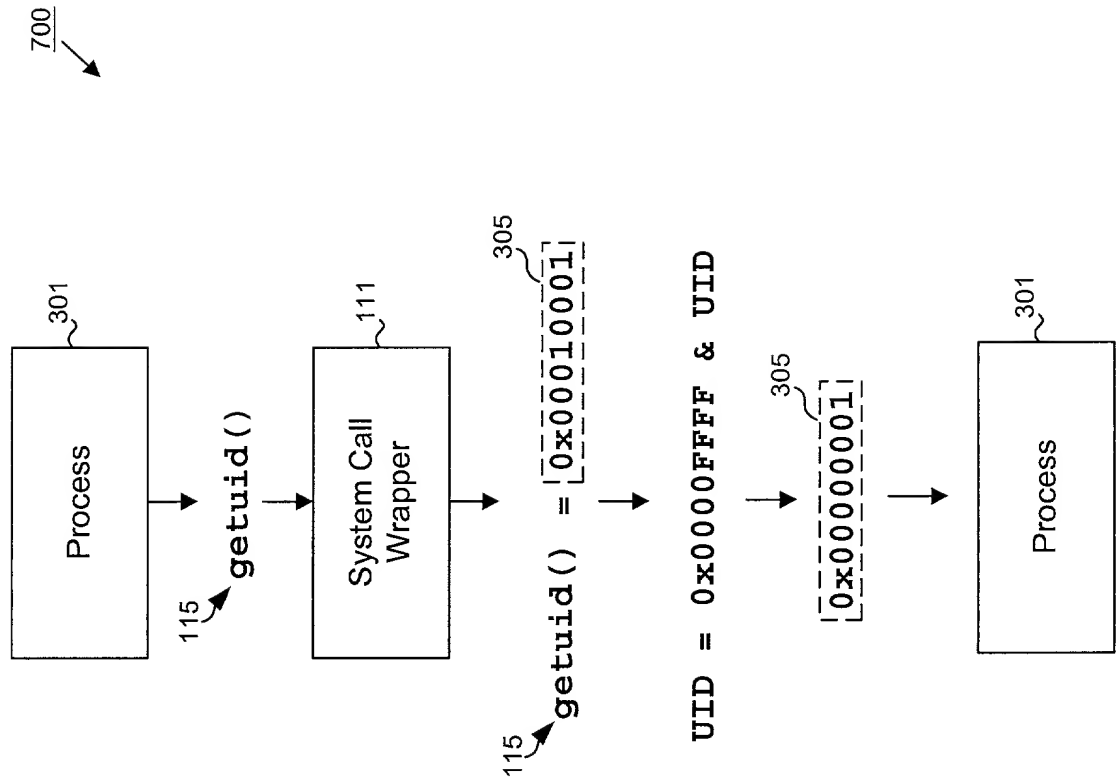 700
301
Process
115
getuid()
111
System Call
Wrapper
305
115
getuid() = 0x00010001
UID = 0x0000FFFF & UID
305
0x00000001
301
Process